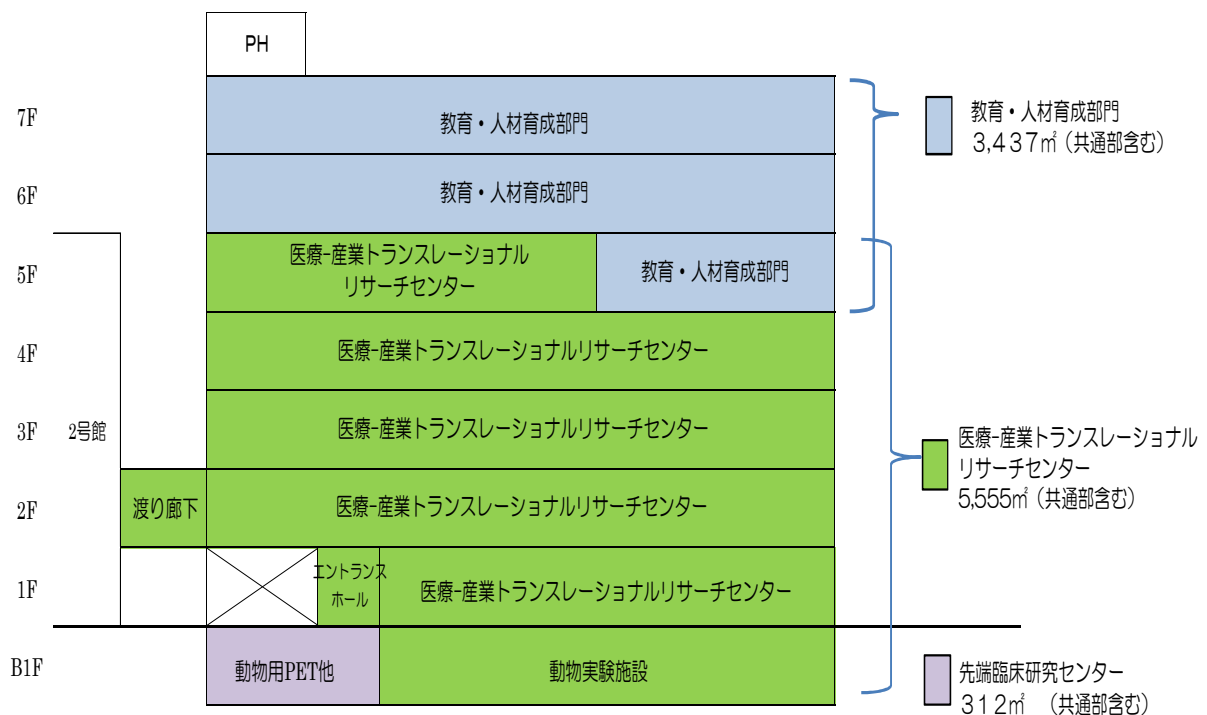 PH
7F
教育・人材育成部門
教育・人材育成部門
3,437㎡（共通部含む）
6F
教育・人材育成部門
5F
医療-産業トランスレーショナル
リサーチセンター
教育・人材育成部門
4F
医療-産業トランスレーショナルリサーチセンター
3F
2号館
医療-産業トランスレーショナルリサーチセンター
医療-産業トランスレーショナル
リサーチセンター
5,555㎡（共通部含む）
2F
渡り廊下
医療-産業トランスレーショナルリサーチセンター
1F
エントランス
ホール
医療-産業トランスレーショナルリサーチセンター
B1F
動物用PET他
動物実験施設
先端臨床研究センター
312㎡　（共通部含む）